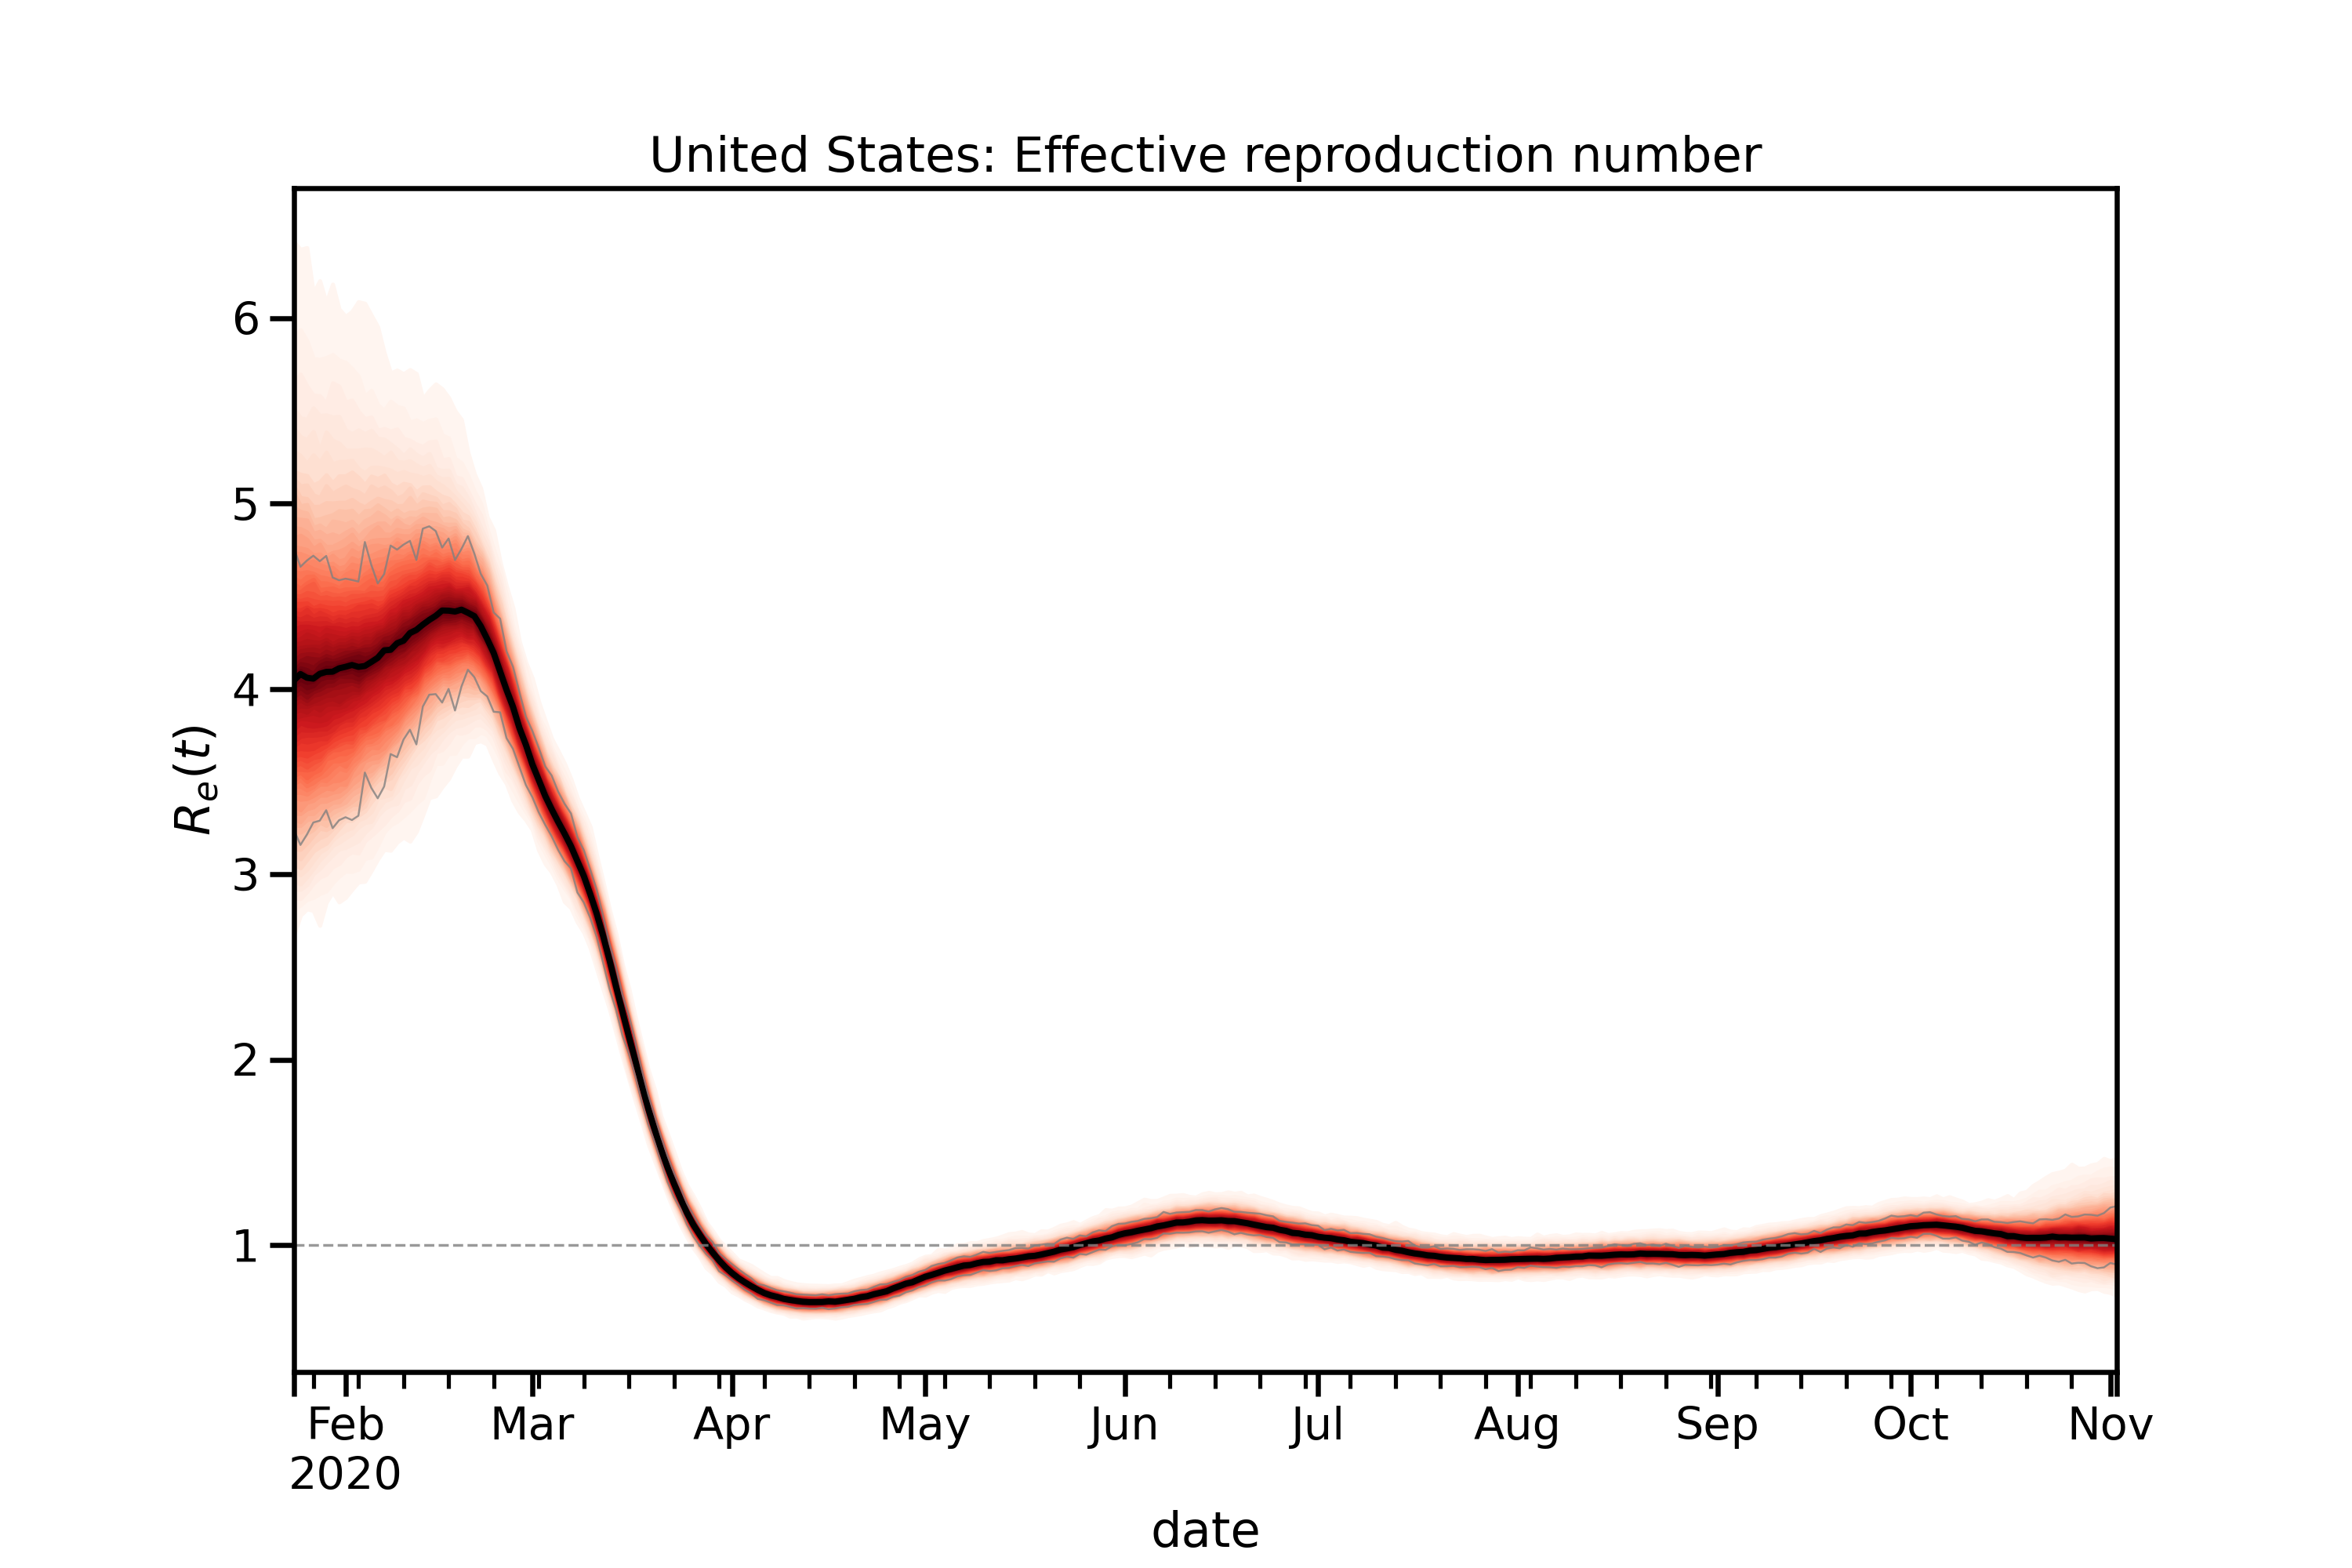 United States: Effective reproduction number
6
5
4
3
2
1
Rₑ(t)
Feb Mar Apr May Jun Jul Aug Sep Oct Nov
2020
date